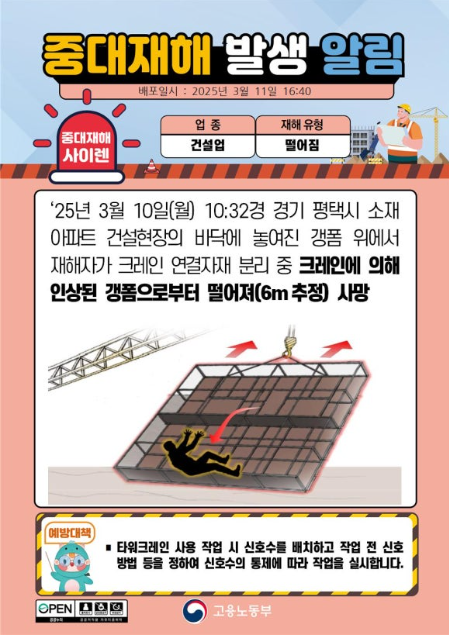 중대재해 발생 알림
배포일시 : 2025년 3월 11일 16:40
중대재해
사이렌
업 종
재해 유형
건설업
떨어짐
‘25년 3월 10일(월) 10:32경 경기 평택시 소재
아파트 건설현장의 바닥에 놓여진 갱폼 위에서
재해자가 크레인 연결자재 분리 중 크레인에 의해
인상된 갱폼으로부터 떨어져(6m 추정) 사망
예방대책
▪ 타워크레인 사용 작업 시 신호수를 배치하고 작업 전 신호
방법 등을 정하여 신호수의 통제에 따라 작업을 실시합니다.
OPEN
고용노동부